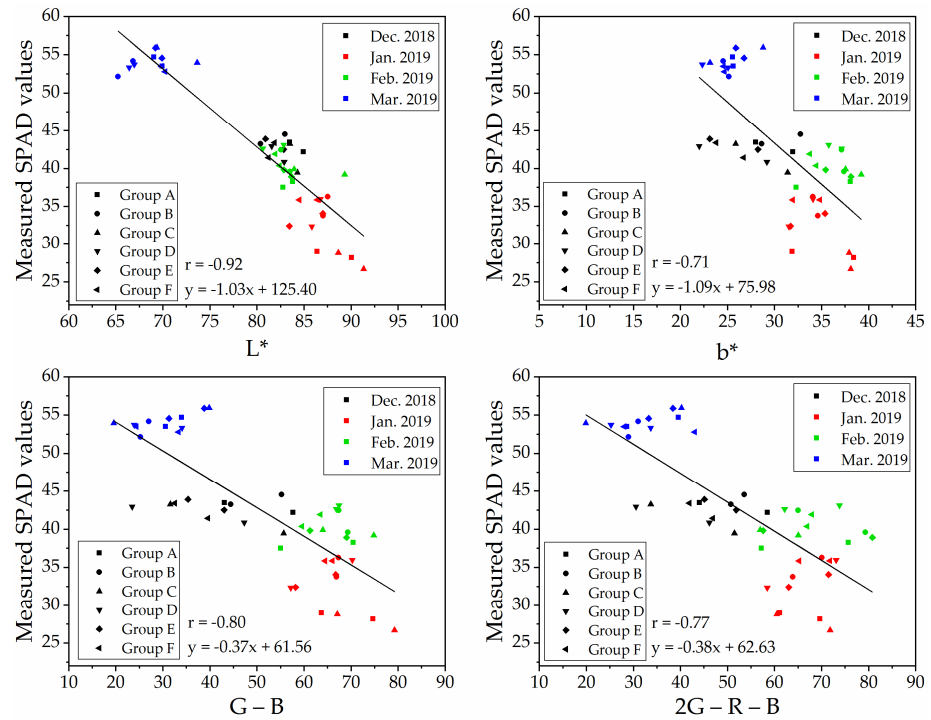 Measured SPAD values
60
55
50
45
40
35
30
25
Dec. 2018
Jan. 2019
Feb. 2019
Mar. 2019
Group A
Group B
Group C
Group D
Group E
Group F
r = -0.92
y = -1.03x + 125.40
60 65 70 75 80 85 90 95 100
L*
Measured SPAD values
60
55
50
45
40
35
30
25
Dec. 2018
Jan. 2019
Feb. 2019
Mar. 2019
Group A
Group B
Group C
Group D
Group E
Group F
r = -0.71
y = -1.09x + 75.98
5 15 25 35 45
b*
Measured SPAD values
60
55
50
45
40
35
30
25
Dec. 2018
Jan. 2019
Feb. 2019
Mar. 2019
Group A
Group B
Group C
Group D
Group E
Group F
r = -0.80
y = -0.37x + 61.56
10 20 30 40 50 60 70 80 90
G – B
Measured SPAD values
60
55
50
45
40
35
30
25
Dec. 2018
Jan. 2019
Feb. 2019
Mar. 2019
Group A
Group B
Group C
Group D
Group E
Group F
r = -0.77
y = -0.38x + 62.63
10 20 30 40 50 60 70 80 90
2G – R – B